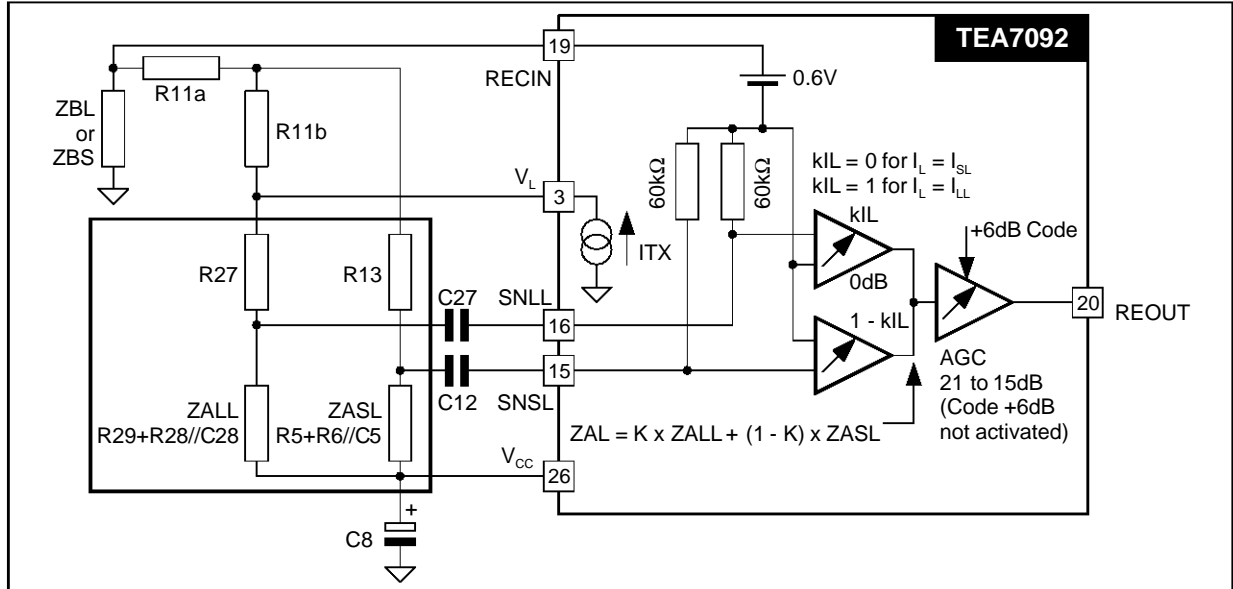 TEA7092
19
RECIN
0.6V
R11a
ZBL
or
ZBS
R11b
60kΩ
60kΩ
kIL = 0 for I_L = I_SL
kIL = 1 for I_L = I_LL
V_L
3
ITX
kIL
0dB
+6dB Code
R27
R13
C27
SNLL
16
1 - kIL
20
REOUT
C12
15
SNSL
AGC
21 to 15dB
(Code +6dB
not activated)
ZALL
R29+R28//C28
ZASL
R5+R6//C5
ZAL = K x ZALL + (1 - K) x ZASL
V_CC
26
+
C8